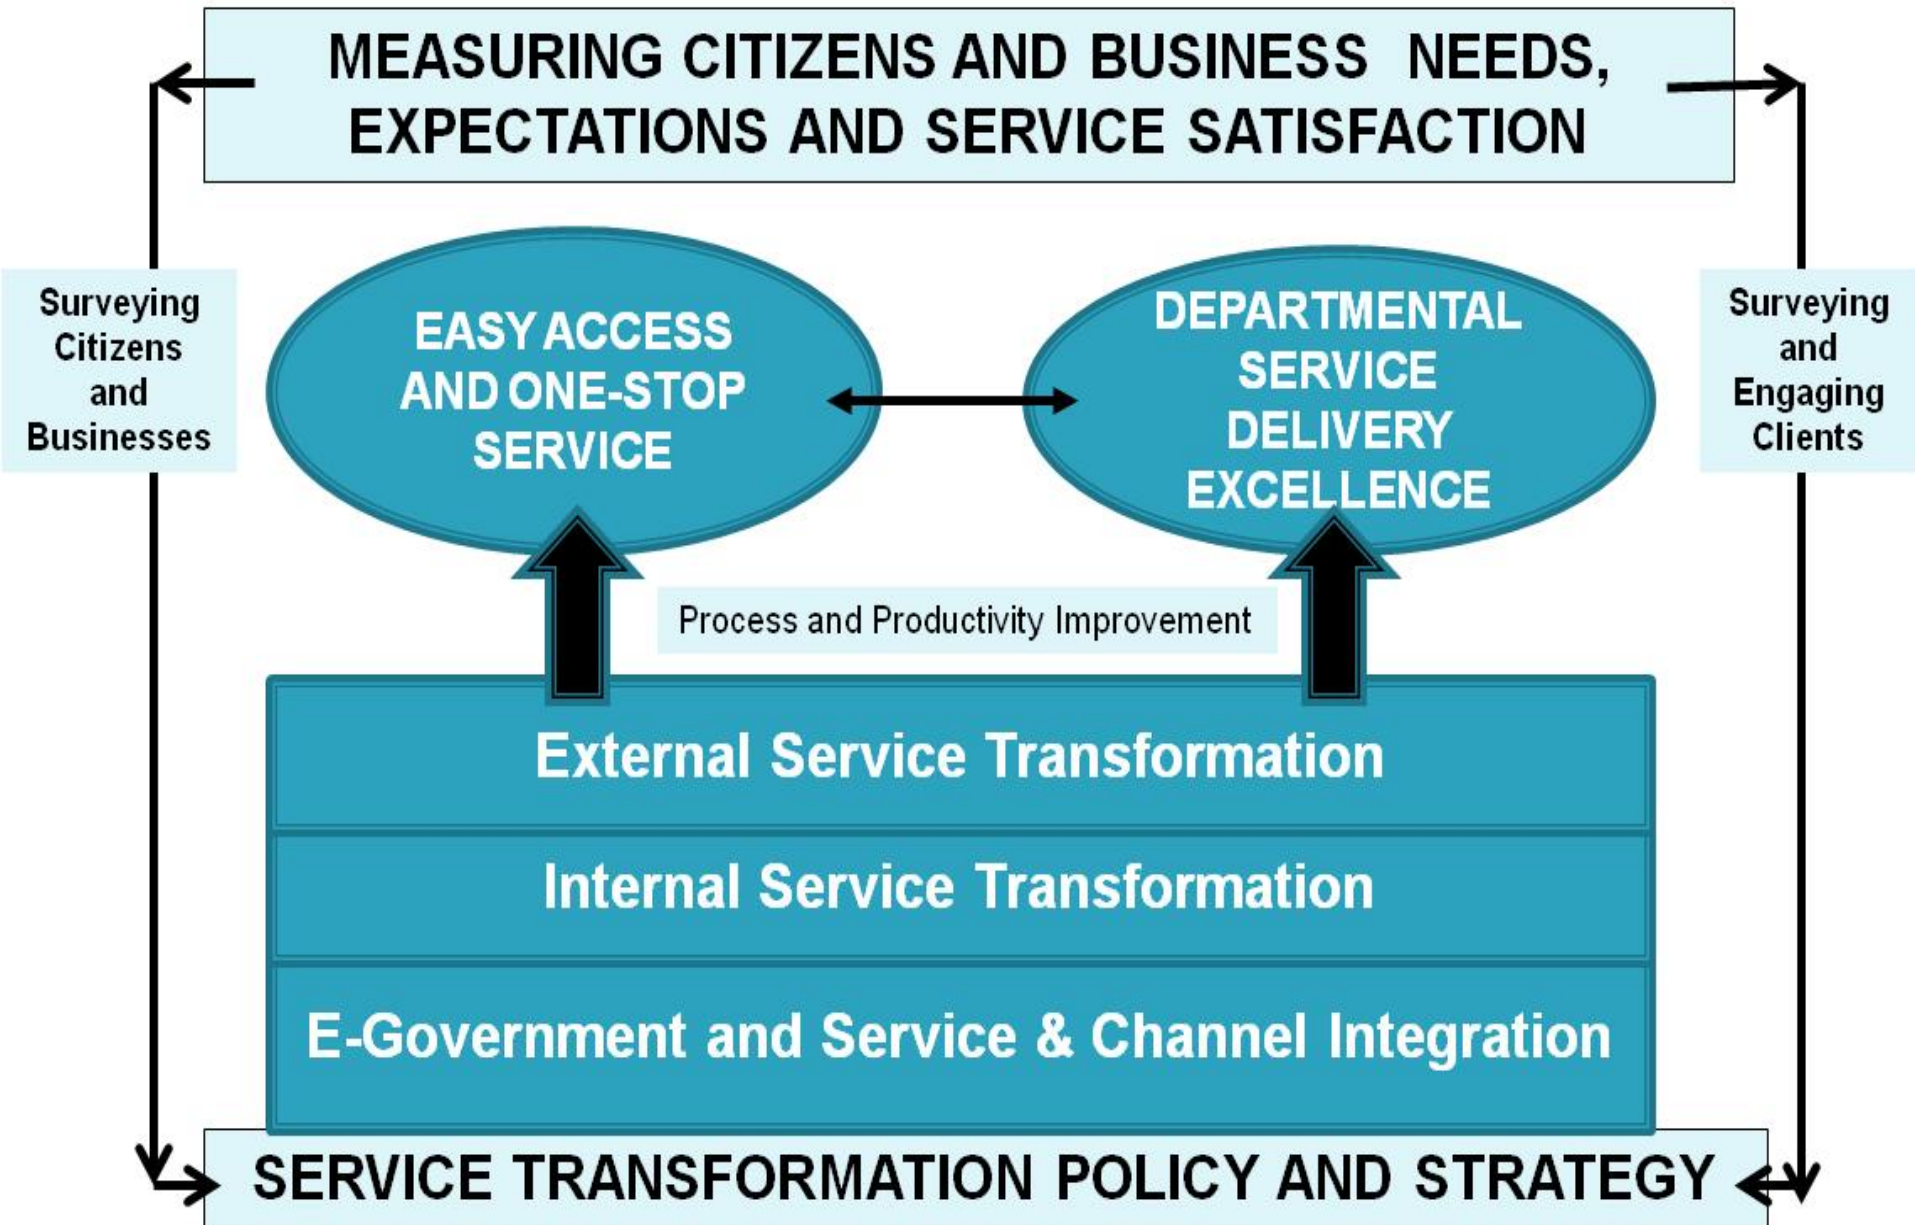 MEASURING CITIZENS AND BUSINESS NEEDS,
EXPECTATIONS AND SERVICE SATISFACTION
Surveying
Citizens
and
Businesses
EASY ACCESS
AND ONE-STOP
SERVICE
DEPARTMENTAL
SERVICE
DELIVERY
EXCELLENCE
Surveying
and
Engaging
Clients
Process and Productivity Improvement
External Service Transformation
Internal Service Transformation
E-Government and Service & Channel Integration
SERVICE TRANSFORMATION POLICY AND STRATEGY